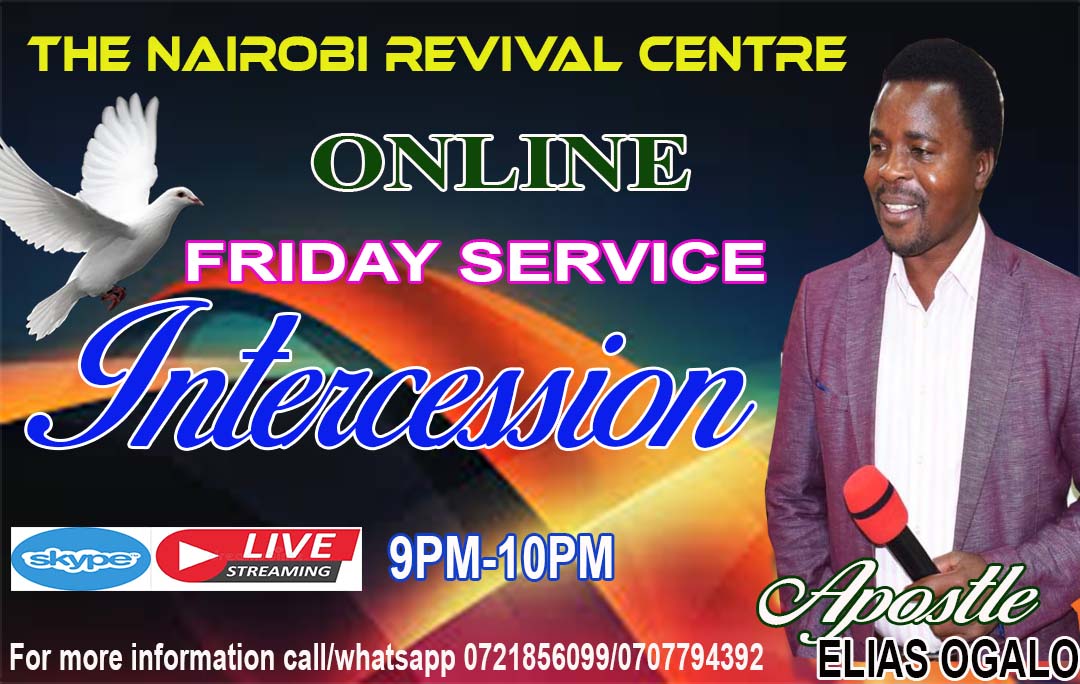 THE NAIROBI REVIVAL CENTRE
ONLINE
FRIDAY SERVICE
Intercession
skype
LIVE
STREAMING
9PM-10PM
Apostle
ELIAS OGALO
For more information call/whatsapp 0721856099/0707794392